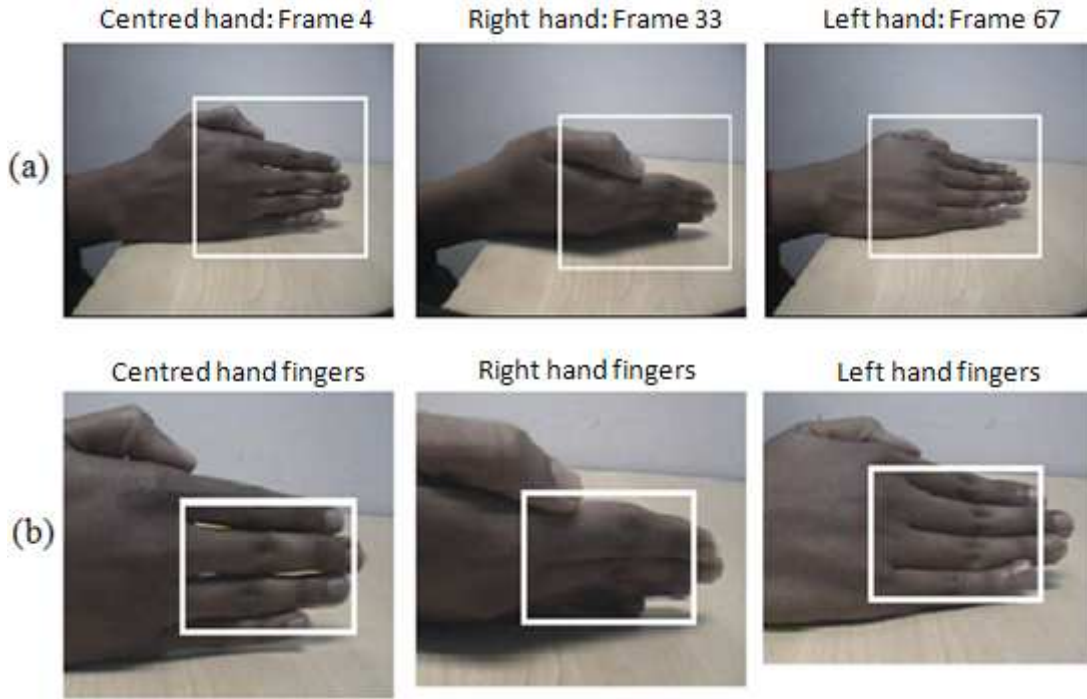 Centred hand: Frame 4
Right hand: Frame 33
Left hand: Frame 67
(a)
Centred hand fingers
Right hand fingers
Left hand fingers
(b)